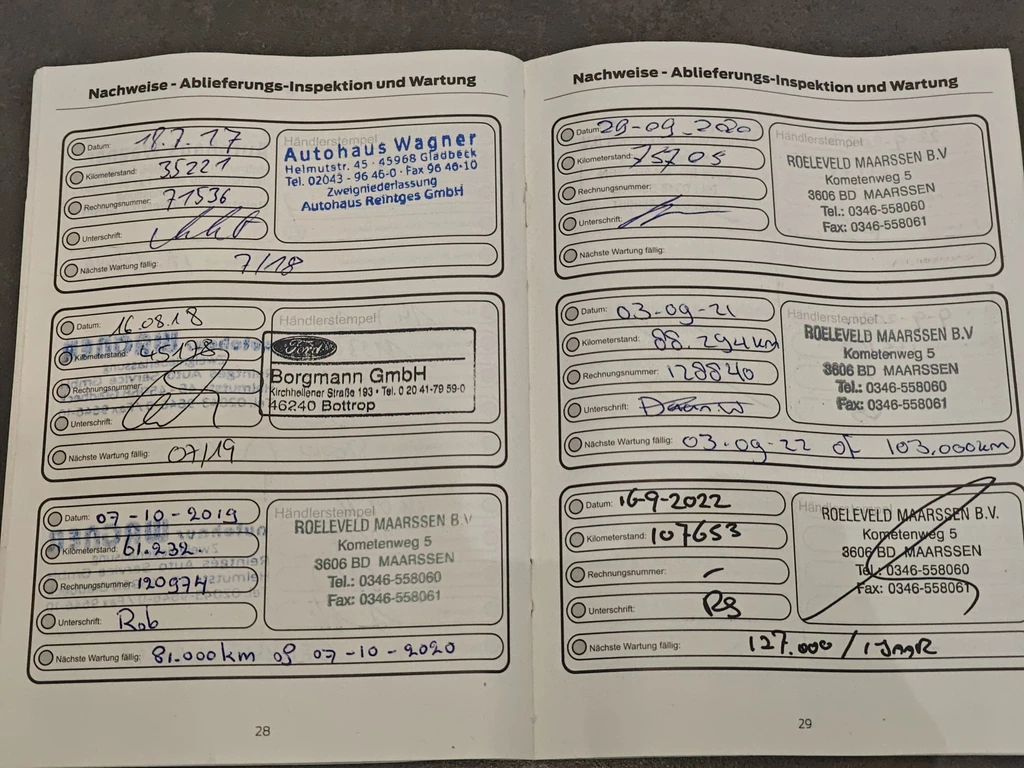 Nachweise - Ablieferungs-Inspektion und Wartung
Datum: 18.7.17
Kilometerstand: 35221
Rechnungsnummer: 71536
Unterschrift:
Nächste Wartung fällig: 7/18
Händlerstempel
Autohaus Wagner
Helmutstr. 45 · 45968 Gladbeck
Tel. 02043 - 96 46-0 · Fax 96 46-10
Zweigniederlassung
Autohaus Reintges GmbH
Datum: 16.08.18
Kilometerstand: 45178
Rechnungsnummer:
Unterschrift:
Nächste Wartung fällig: 07/19
Händlerstempel
Ford
Borgmann GmbH
Kirchhellener Straße 193 • Tel. 0 20 41-79 59-0
46240 Bottrop
Datum: 07-10-2019
Kilometerstand: 61.232
Rechnungsnummer: 120974
Unterschrift: Rob
Nächste Wartung fällig: 81.000km of 07-10-2020
Händlerstempel
ROELEVELD MAARSSEN B.V
Kometenweg 5
3606 BD MAARSSEN
Tel.: 0346-558060
Fax: 0346-558061
28
Nachweise - Ablieferungs-Inspektion und Wartung
Datum: 29-09-2020
Kilometerstand: 75705
Rechnungsnummer:
Unterschrift:
Nächste Wartung fällig:
Händlerstempel
ROELEVELD MAARSSEN B.V
Kometenweg 5
3606 BD MAARSSEN
Tel.: 0346-558060
Fax: 0346-558061
Datum: 03-09-21
Kilometerstand: 88.294km
Rechnungsnummer: 128840
Unterschrift:
Nächste Wartung fällig: 03-09-22 of 103.000km
Händlerstempel
ROELEVELD MAARSSEN B.V
Kometenweg 5
3606 BD MAARSSEN
Tel.: 0346-558060
Fax: 0346-558061
Datum: 16-9-2022
Kilometerstand: 107653
Rechnungsnummer: -
Unterschrift: RS
Nächste Wartung fällig: 127.000 / 1 JAAR
Händlerstempel
ROELEVELD MAARSSEN B.V.
Kometenweg 5
3606 BD MAARSSEN
Tel.: 0346-558060
Fax: 0346-558061
29